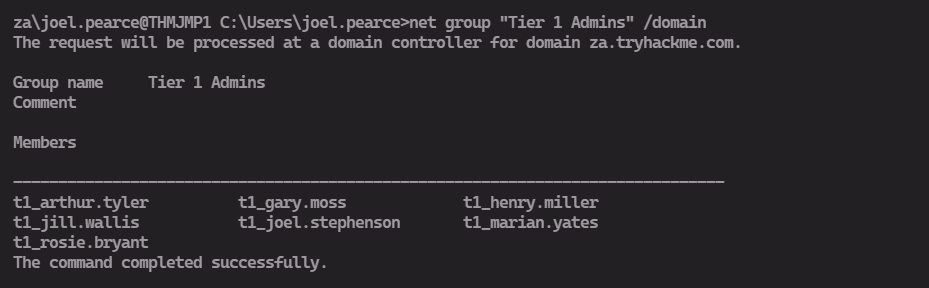 za\joel.pearce@THMJMP1 C:\Users\joel.pearce>net group "Tier 1 Admins" /domain
The request will be processed at a domain controller for domain za.tryhackme.com.
Group name     Tier 1 Admins
Comment
Members
-------------------------------------------------------------------------------
t1_arthur.tyler          t1_gary.moss             t1_henry.miller
t1_jill.wallis           t1_joel.stephenson       t1_marian.yates
t1_rosie.bryant
The command completed successfully.